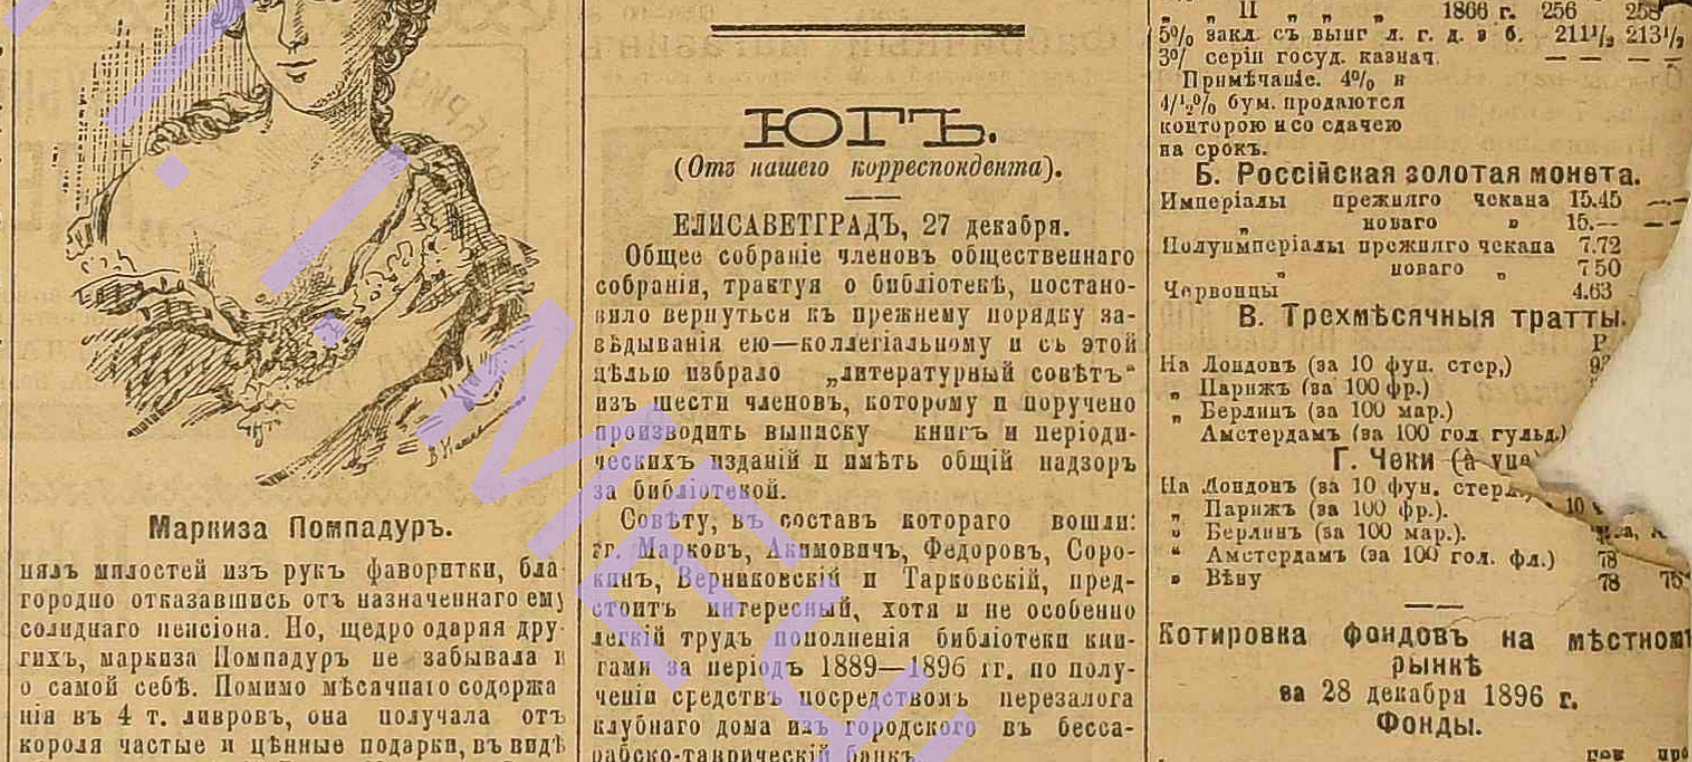 Маркиза Помпадуръ.
нялъ милостей изъ рукъ фаворитки, бла-
городно отказавшись отъ назначеннаго ему
солиднаго пенсіона. Но, щедро одаряя дру-
гихъ, маркиза Помпадуръ не забывала и
о самой себѣ. Помимо мѣсячнаго содержа
нія въ 4 т. ливровъ, она получала отъ
короля частые и цѣнные подарки, въ видѣ
ЮГЪ.
(Отъ нашего корреспондента).
ЕЛИСАВЕТГРАДЪ, 27 декабря.
Общее собраніе членовъ общественнаго
собранія, трактуя о библіотекѣ, постано-
вило вернуться къ прежнему порядку за-
вѣдыванія ею—коллегіальному и съ этой
цѣлью избрало „литературный совѣтъ“
изъ шести членовъ, которому и поручено
производить выписку книгъ и періоди-
ческихъ изданій и имѣть общій надзоръ
за библіотекой.
Совѣту, въ составъ котораго вошли:
гг. Марковъ, Акимовичъ, Федоровъ, Соро-
кинъ, Верниковскій и Тарковскій, пред-
стоитъ интересный, хотя и не особенно
легкій трудъ пополненія библіотеки кни-
гами за періодъ 1889—1896 гг. по полу-
ченіи средствъ посредствомъ перезалога
клубнаго дома изъ городского въ бесса-
рабско-таврическій банкъ.
„ „ II „ „ „ 1866 г. 256 258
5% закл. съ выиг л. г. д. з б. 211½ 213½
3% серіи госуд. казнач. — — — —
Примѣчаніе. 4% и
4½% бум. продаются
конторою и со сдачею
на срокъ.
Б. Россійская золотая монета.
Имперіалы прежняго чекана 15.45 —.—
„ новаго „ 15.— —
Полуимперіалы прежняго чекана 7.72
„ новаго „ 7 50
Червонцы 4.63
В. Трехмѣсячныя тратты.
Р
На Лондонъ (за 10 фун. стер,)
„ Парижъ (за 100 фр.)
„ Берлинъ (за 100 мар.)
Амстердамъ (за 100 гол гульд.)
Г. Чеки (à vue)
На Лондонъ (за 10 фун. стерл.) 10
„ Парижъ (за 100 фр.).
„ Берлинъ (за 100 мар.).
“ Амстердамъ (за 100 гол. фл.) 78
„ Вѣну 78
Котировка фондовъ на мѣстномъ
рынкѣ
за 28 декабря 1896 г.
Фонды.